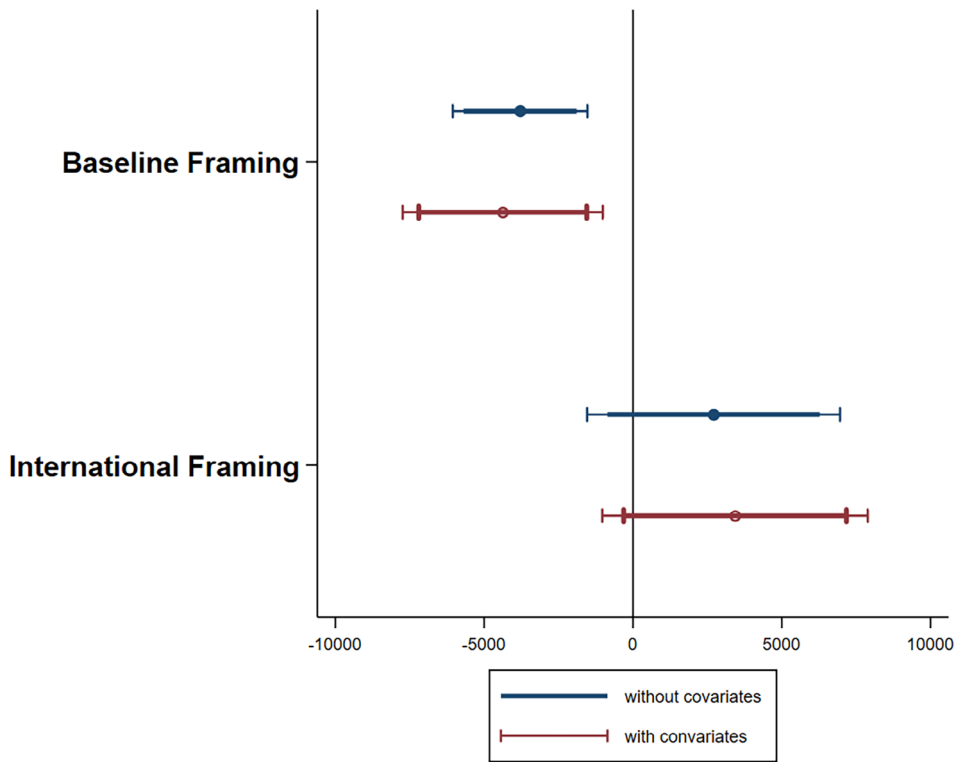 Baseline Framing
International Framing
-10000 -5000 0 5000 10000
without covariates
with convariates